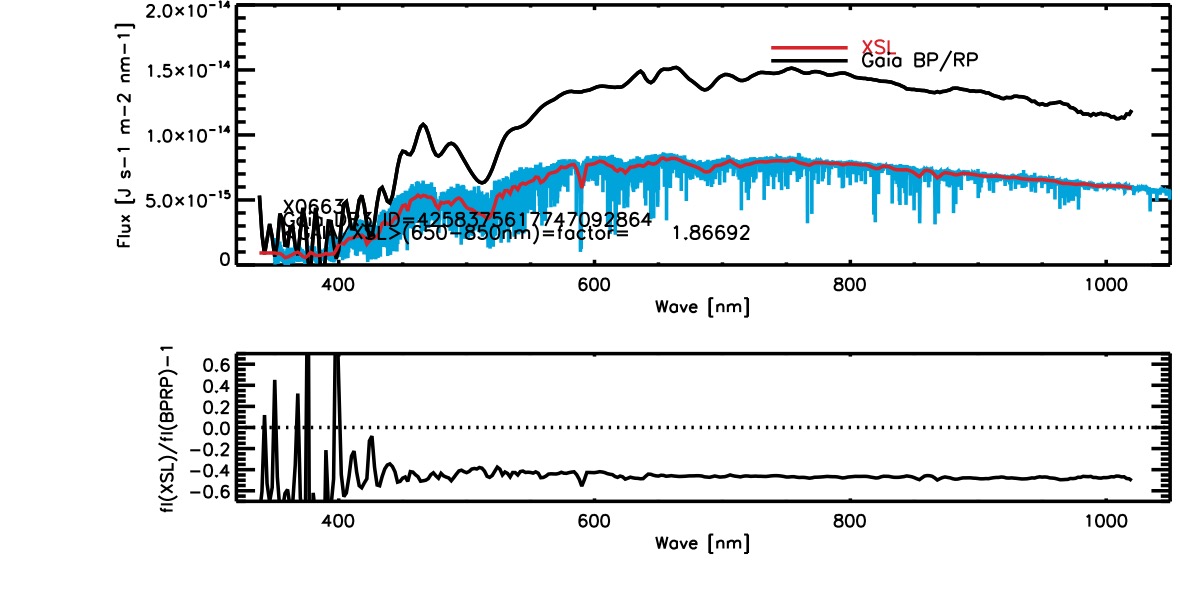 2.0×10−14
1.5×10−14
1.0×10−14
5.0×10−15
0
Flux [J s−1 m−2 nm−1]
XSL
Gaia BP/RP
X0663
Gaia DR3 ID=4258375617747092864
XSL>(650−850nm)=factor= 1.86692
400 600 800 1000
Wave [nm]
0.6
0.4
0.2
0.0
−0.2
−0.4
−0.6
fl(XSL)/fl(BPRP)−1
400 600 800 1000
Wave [nm]